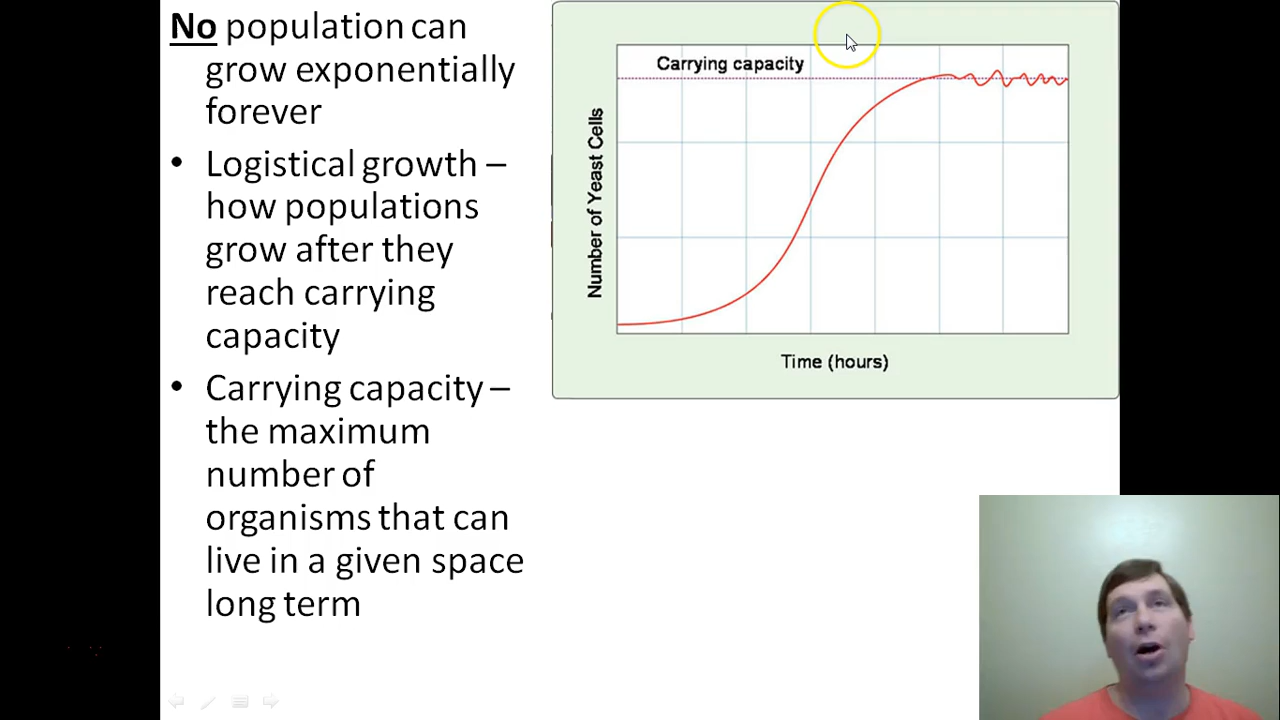 No population can
grow exponentially
forever
• Logistical growth –
how populations
grow after they
reach carrying
capacity
• Carrying capacity –
the maximum
number of
organisms that can
live in a given space
long term
Carrying capacity
Number of Yeast Cells
Time (hours)